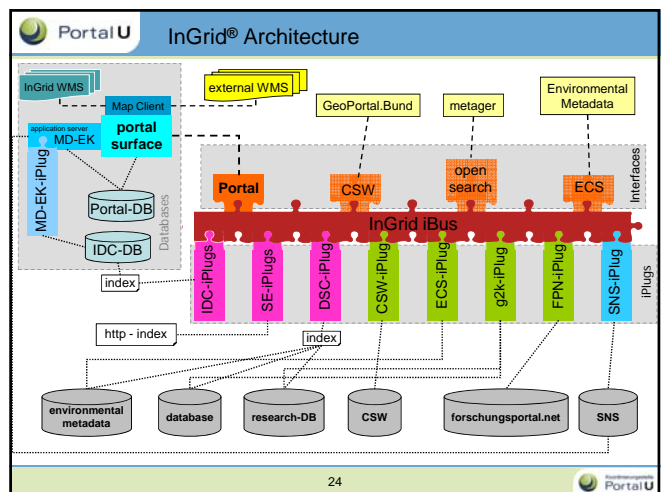 Portal U
InGrid® Architecture
InGrid WMS
external WMS
Map Client
application server
MD-EK
portal
surface
MD-EK-iPlug
Portal-DB
IDC-DB
Databases
index
GeoPortal.Bund
metager
Environmental
Metadata
Portal
CSW
open
search
ECS
Interfaces
InGrid iBus
IDC-iPlugs
SE-iPlugs
DSC-iPlug
CSW-iPlug
ECS-iPlug
g2k-iPlug
FPN-iPlug
SNS-iPlug
iPlugs
http - index
index
environmental
metadata
database
research-DB
CSW
forschungsportal.net
SNS
24
Koordinierungsstelle
Portal U